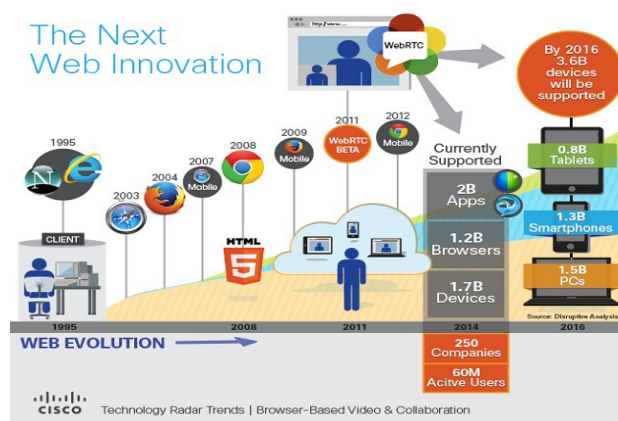 The Next
Web Innovation
http://www.
WebRTC
By 2016
3.6B
devices
will be
supported
1995
2003
2004
2007
Mobile
2008
2009
Mobile
2011
WebRTC
BETA
2012
Mobile
Currently
Supported
2B
Apps
1.2B
Browsers
1.7B
Devices
0.8B
Tablets
1.3B
Smartphones
1.5B
PCs
N
CLIENT
HTML
5
Source: Disruptive Analysis
1995
2008
2011
2014
2016
WEB EVOLUTION
250
Companies
60M
Acitve Users
CISCO
Technology Radar Trends | Browser-Based Video & Collaboration